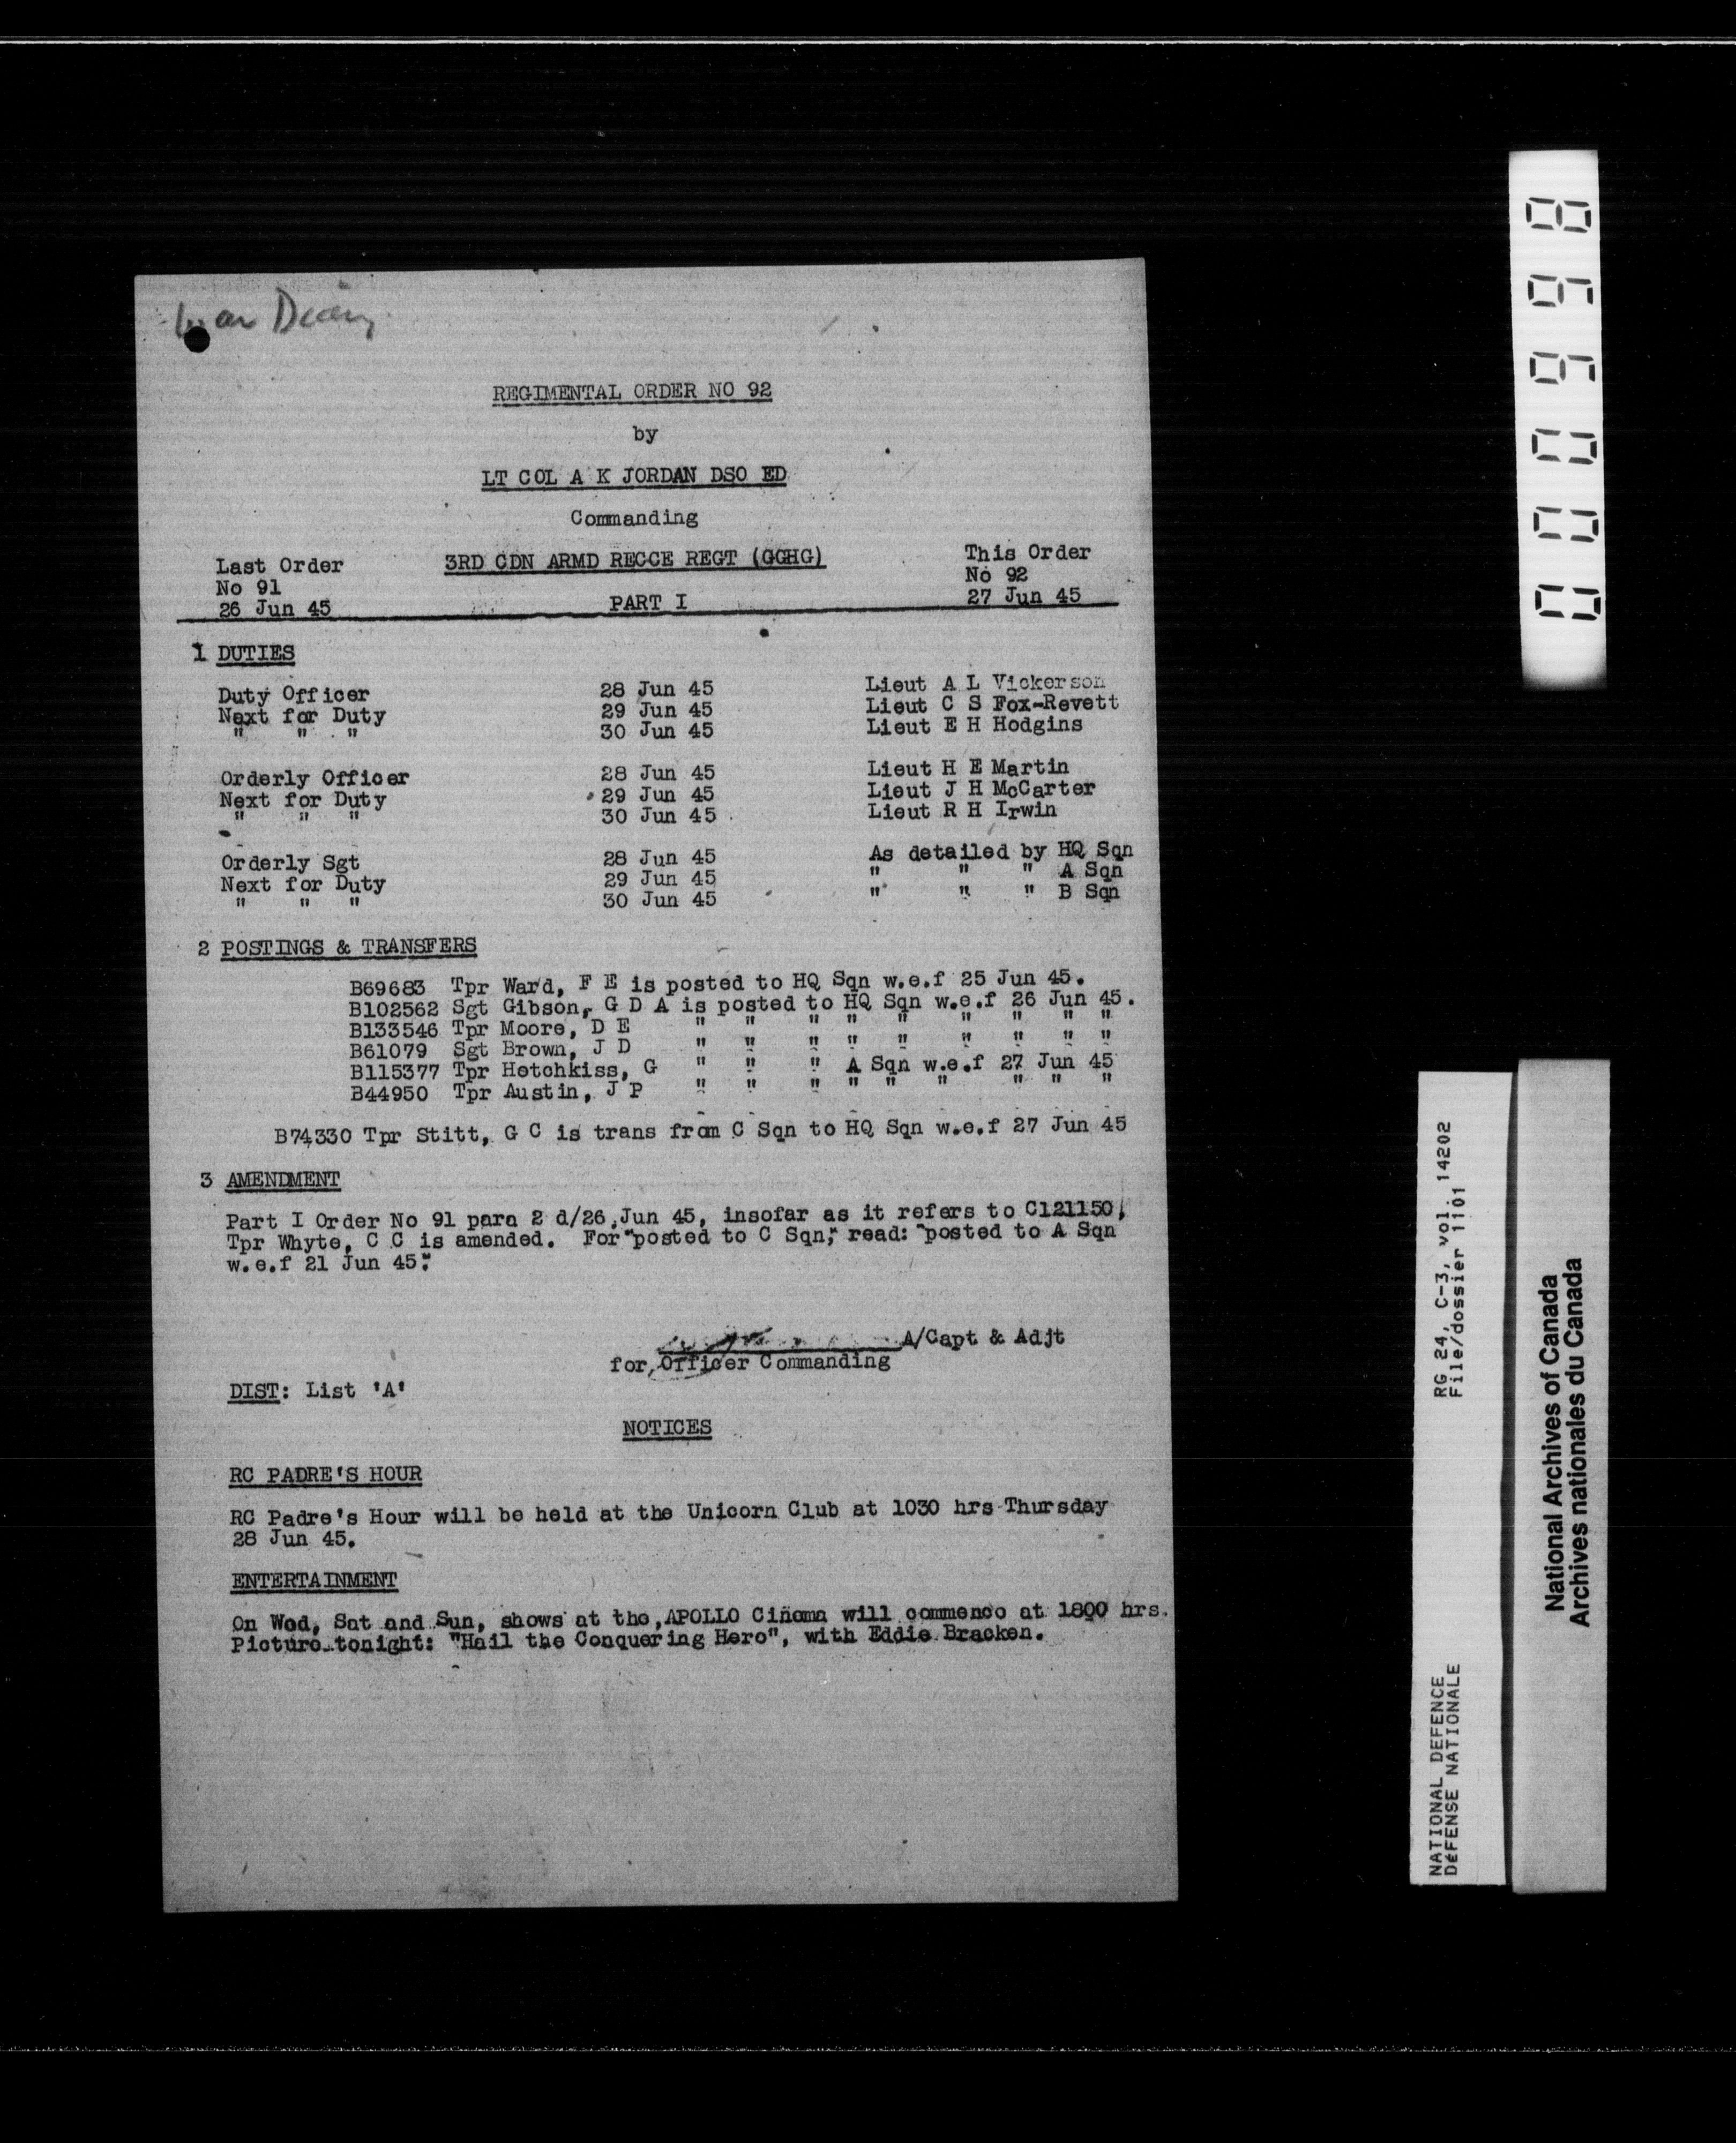 War Diary
REGIMENTAL ORDER NO 92
by
LT COL A K JORDAN DSO ED
Commanding
3RD CDN ARMD RECCE REGT (GGHG)
Last Order
No 91
26 Jun 45
PART I
This Order
No 92
27 Jun 45
1 DUTIES
Duty Officer 28 Jun 45 Lieut A L Vickerson
Next for Duty 29 Jun 45 Lieut C S Fox-Revett
" " " 30 Jun 45 Lieut E H Hodgins
Orderly Officer 28 Jun 45 Lieut H E Martin
Next for Duty 29 Jun 45 Lieut J H McCarter
" " " 30 Jun 45 Lieut R H Irwin
Orderly Sgt 28 Jun 45 As detailed by HQ Sqn
Next for Duty 29 Jun 45 " " " A Sqn
" " " 30 Jun 45 " " " B Sqn
2 POSTINGS & TRANSFERS
B69683 Tpr Ward, F E is posted to HQ Sqn w.e.f 25 Jun 45.
B102562 Sgt Gibson, G D A is posted to HQ Sqn w.e.f 26 Jun 45.
B133546 Tpr Moore, D E " " " " " " " " "
B61079 Sgt Brown, J D " " " " " " " " "
B115377 Tpr Hotchkiss, G " " " A Sqn w.e.f 27 Jun 45
B44950 Tpr Austin, J P " " " " " " " " "
B74330 Tpr Stitt, G C is trans from C Sqn to HQ Sqn w.e.f 27 Jun 45
3 AMENDMENT
Part I Order No 91 para 2 d/26 Jun 45, insofar as it refers to C121150,
Tpr Whyte, C C is amended. For "posted to C Sqn," read: "posted to A Sqn
w.e.f 21 Jun 45".
A/Capt & Adjt
for, Officer Commanding
DIST: List 'A'
NOTICES
RC PADRE'S HOUR
RC Padre's Hour will be held at the Unicorn Club at 1030 hrs Thursday
28 Jun 45.
ENTERTAINMENT
On Wed, Sat and Sun, shows at the APOLLO Cinema will commence at 1800 hrs.
Picture tonight: "Hail the Conquering Hero", with Eddie Bracken.
000998
NATIONAL DEFENCE RG 24, C-3, vol. 14202
DÉFENSE NATIONALE File/dossier 1101
National Archives of Canada
Archives nationales du Canada